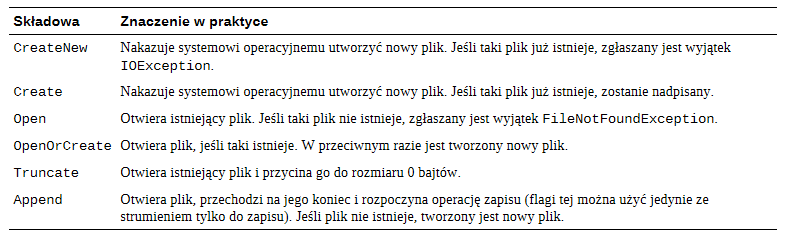 Składowa Znaczenie w praktyce
CreateNew Nakazuje systemowi operacyjnemu utworzyć nowy plik. Jeśli taki plik już istnieje, zgłaszany jest wyjątek
IOException.
Create Nakazuje systemowi operacyjnemu utworzyć nowy plik. Jeśli taki plik już istnieje, zostanie nadpisany.
Open Otwiera istniejący plik. Jeśli taki plik nie istnieje, zgłaszany jest wyjątek FileNotFoundException.
OpenOrCreate Otwiera plik, jeśli taki istnieje. W przeciwnym razie jest tworzony nowy plik.
Truncate Otwiera istniejący plik i przycina go do rozmiaru 0 bajtów.
Append Otwiera plik, przechodzi na jego koniec i rozpoczyna operację zapisu (flagi tej można użyć jedynie ze
strumieniem tylko do zapisu). Jeśli plik nie istnieje, tworzony jest nowy plik.